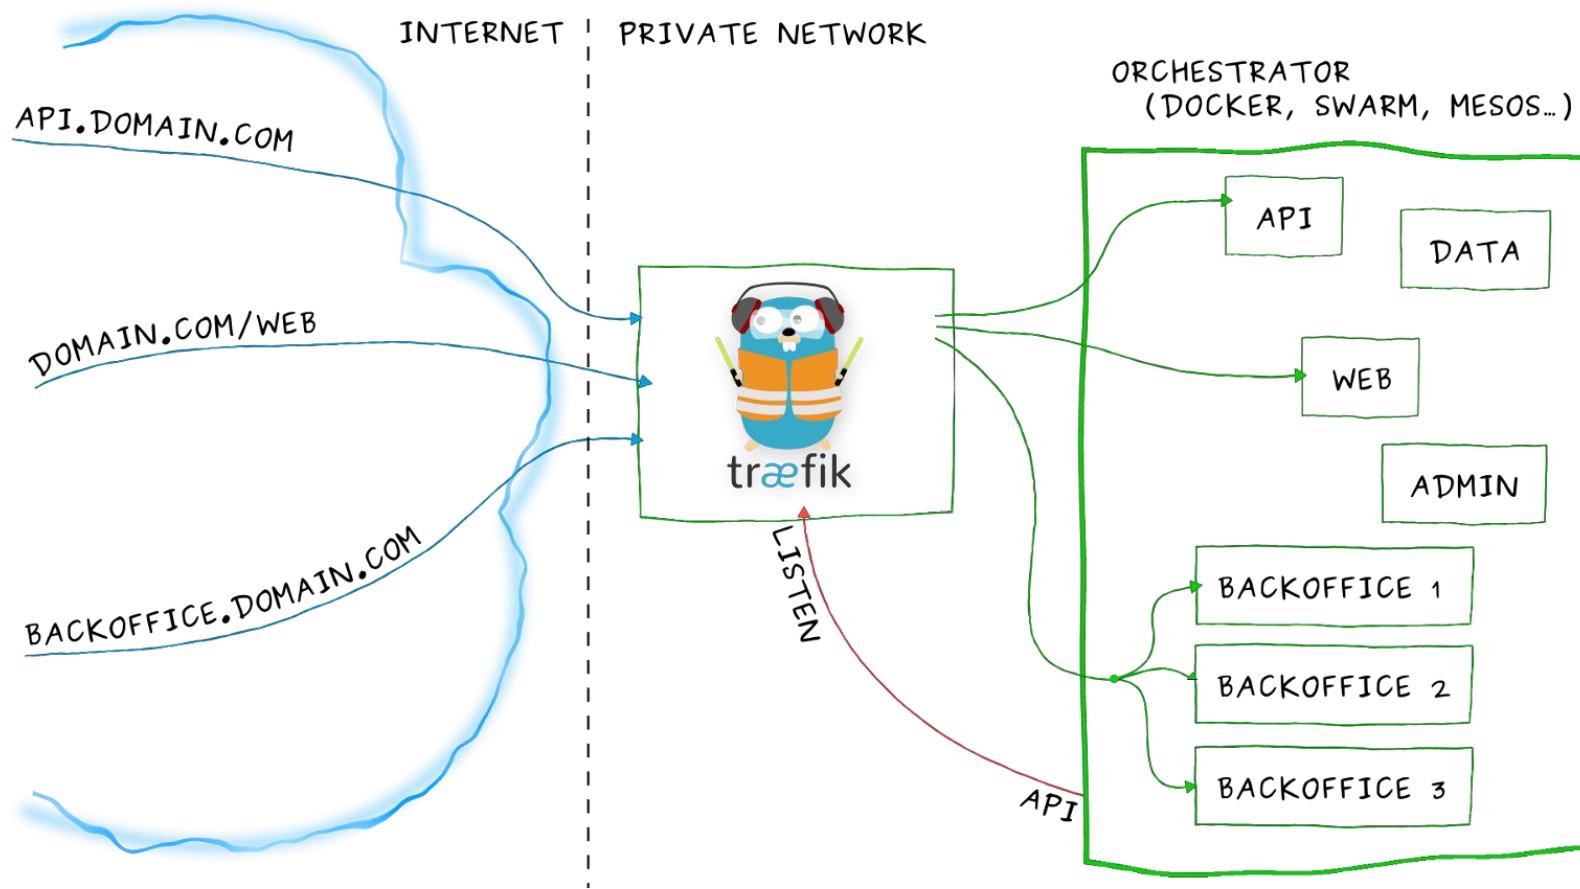 INTERNET
PRIVATE NETWORK
ORCHESTRATOR
(DOCKER, SWARM, MESOS...)
API.DOMAIN.COM
API
DATA
DOMAIN.COM/WEB
WEB
træfik
ADMIN
LISTEN
BACKOFFICE.DOMAIN.COM
BACKOFFICE 1
BACKOFFICE 2
BACKOFFICE 3
API